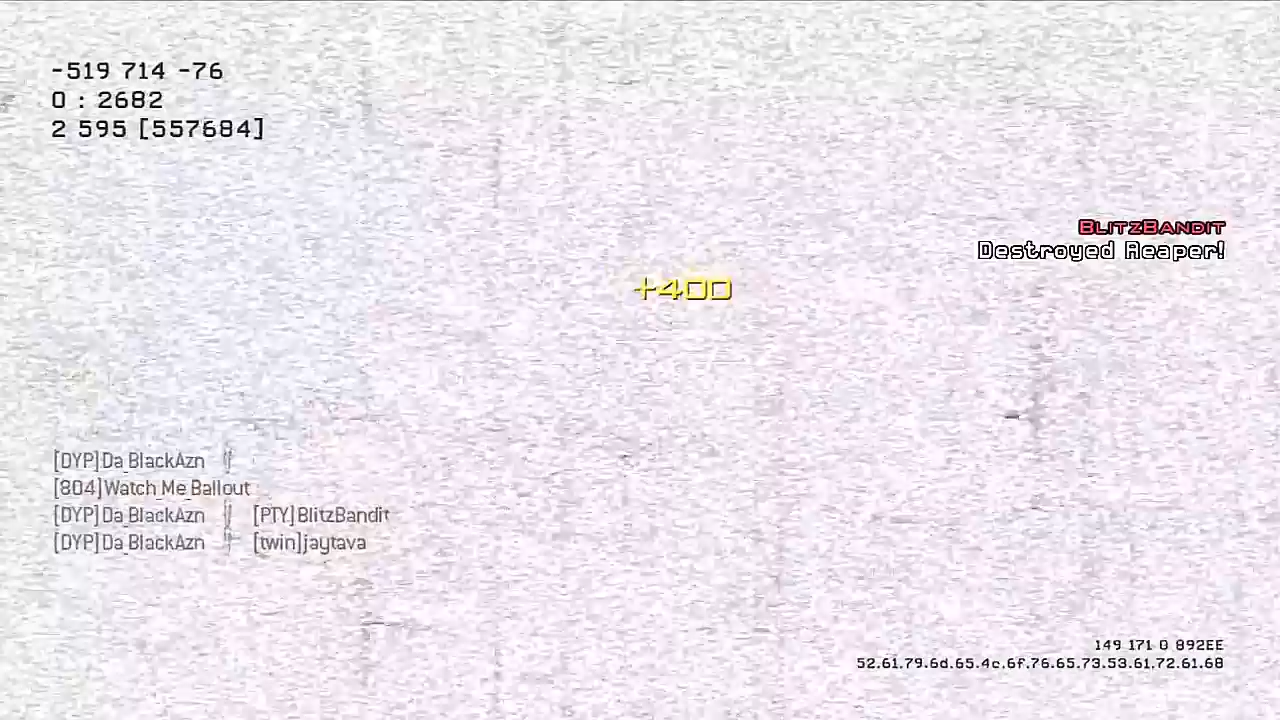 -519 714 -76
0 : 2682
2 595 [557684]
BlitzBandit
Destroyed Reaper!
+400
[DYP]Da BlackAzn
[804]Watch Me Ballout
[DYP]Da BlackAzn [PTY]BlitzBandit
[DYP]Da BlackAzn [twin]jaytava
149 171 0 892EE
52.61.79.6d.65.4c.6f.76.65.73.53.61.72.61.68